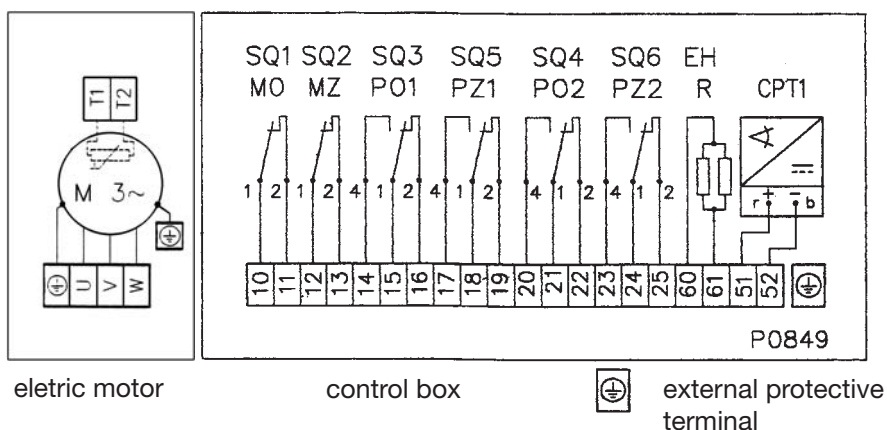 T1 T2
M 3~
U V W
eletric motor
SQ1 SQ2 SQ3 SQ5 SQ4 SQ6 EH
MO MZ PO1 PZ1 PO2 PZ2 R CPT1
1 2 1 2 4 1 2 4 1 2 4 1 2 4 1 2 r + − b
10 11 12 13 14 15 16 17 18 19 20 21 22 23 24 25 60 61 51 52
P0849
control box
external protective
terminal